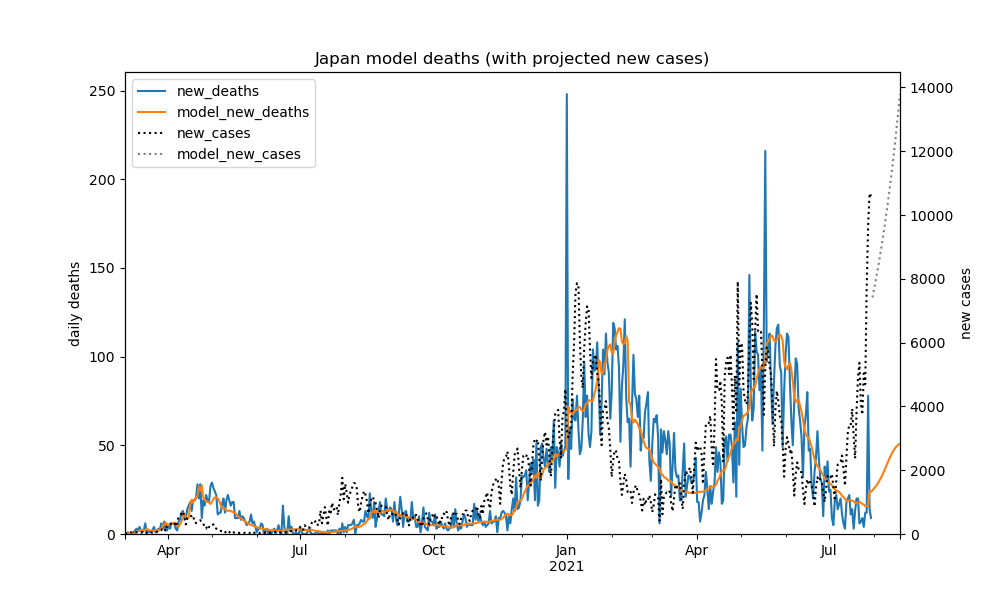 Japan model deaths (with projected new cases)
new_deaths
model_new_deaths
new_cases
model_new_cases
250
200
150
100
50
0
daily deaths
14000
12000
10000
8000
6000
4000
2000
0
new cases
Apr Jul Oct Jan Apr Jul
2021